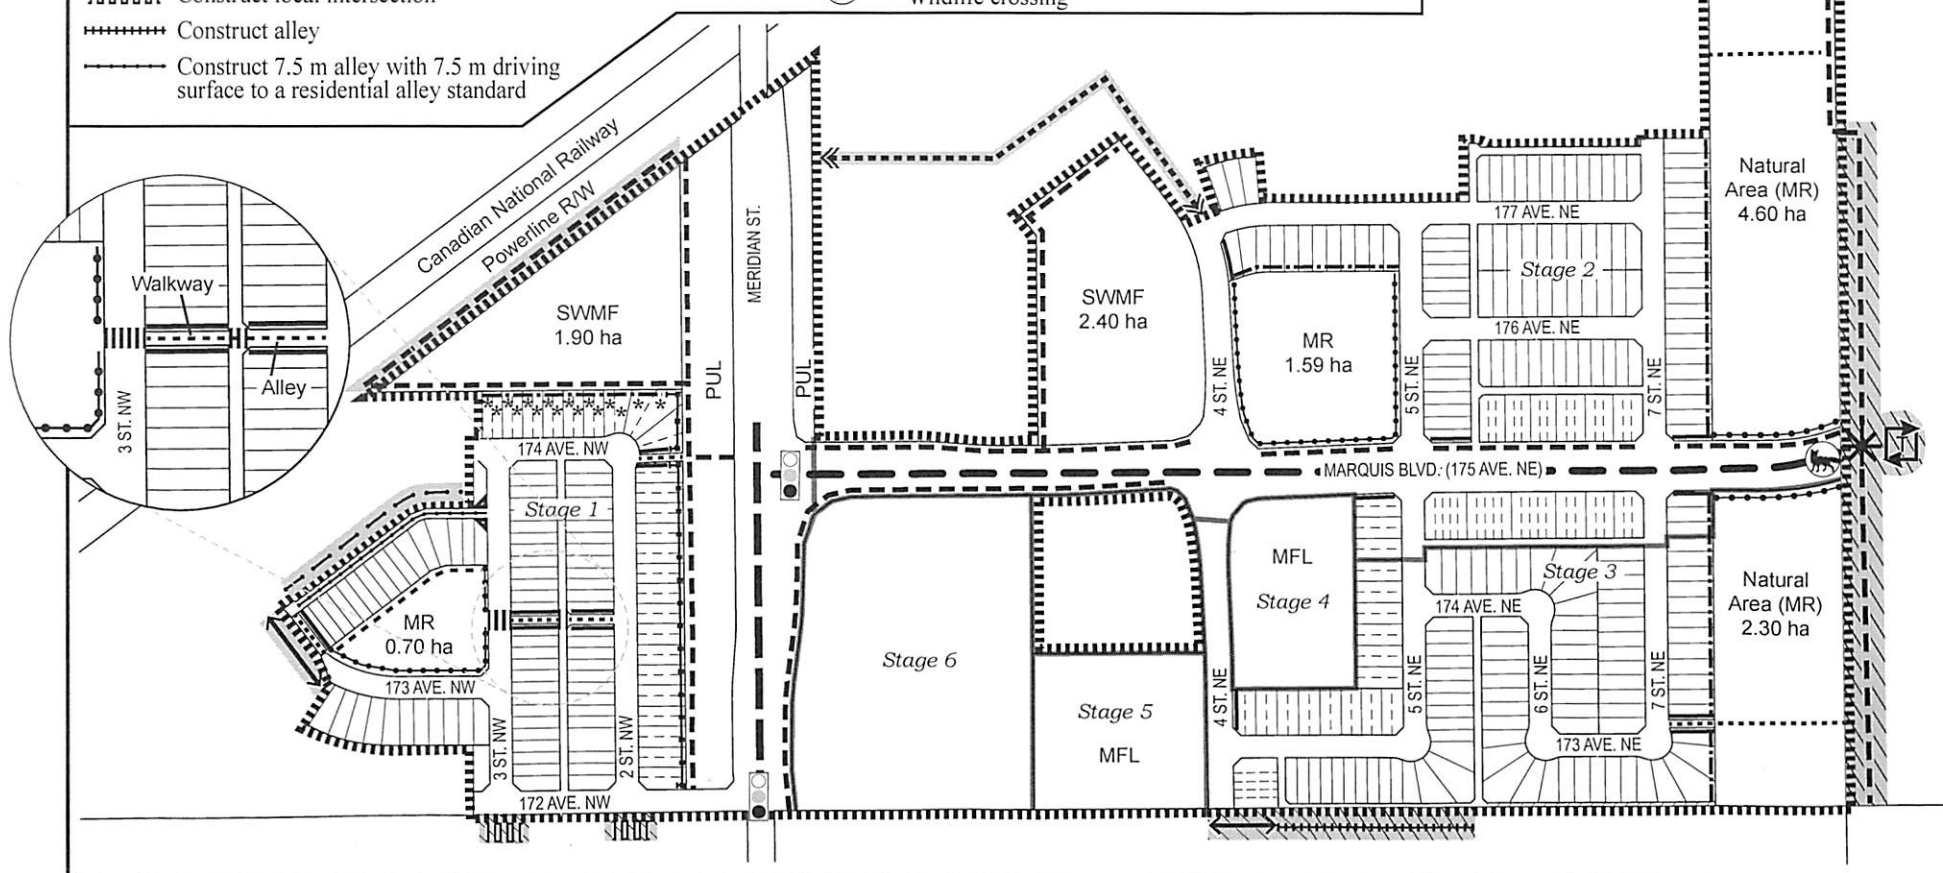 Construct local intersection
Construct alley
Construct 7.5 m alley with 7.5 m driving
surface to a residential alley standard
Wildlife crossing
Canadian National Railway
Powerline R/W
MERIDIAN ST.
SWMF
1.90 ha
PUL
PUL
Walkway
Alley
3 ST. NW
174 AVE. NW
Stage 1
MR
0.70 ha
173 AVE. NW
3 ST. NW
2 ST. NW
172 AVE. NW
SWMF
2.40 ha
4 ST. NE
MR
1.59 ha
5 ST. NE
177 AVE. NE
Stage 2
176 AVE. NE
7 ST. NE
Natural
Area (MR)
4.60 ha
MARQUIS BLVD. (175 AVE. NE)
Stage 6
Stage 5
MFL
4 ST. NE
MFL
Stage 4
Stage 3
174 AVE. NE
5 ST. NE
6 ST. NE
7 ST. NE
173 AVE. NE
Natural
Area (MR)
2.30 ha